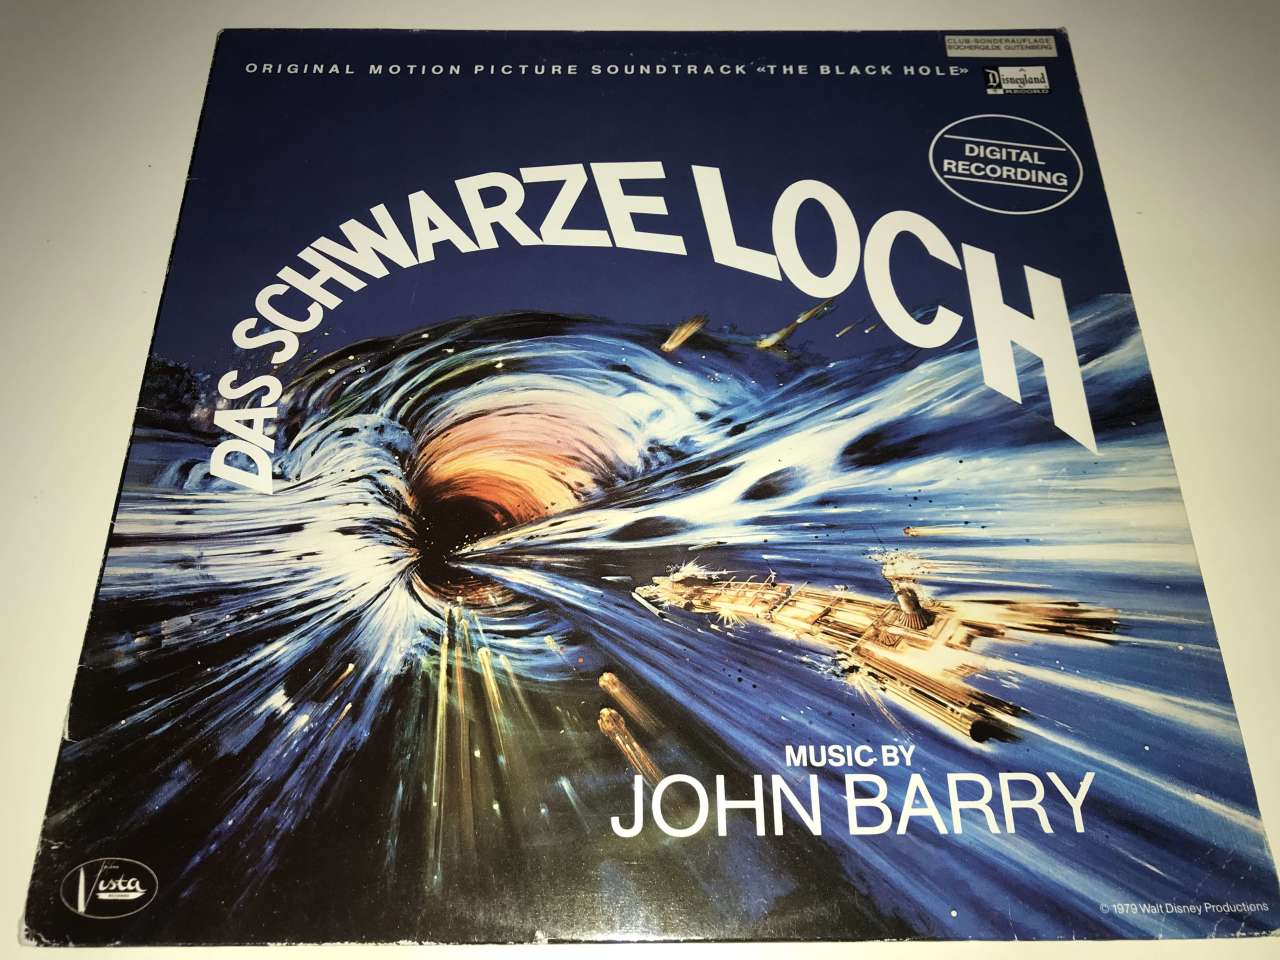 CLUB-SONDERAUFLAGE
BÜCHERGILDE GUTENBERG
ORIGINAL MOTION PICTURE SOUNDTRACK «THE BLACK HOLE»
Disneyland
RECORD
DIGITAL
RECORDING
DAS SCHWARZE LOCH
MUSIC BY
JOHN BARRY
Vista
© 1979 Walt Disney Productions